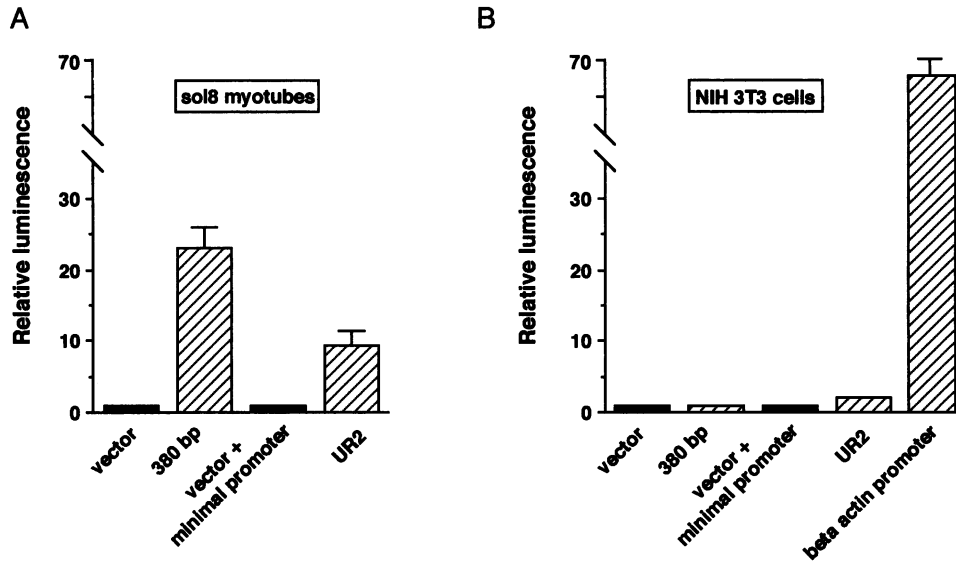 A
Relative luminescence
70
30
20
10
0
sol8 myotubes
vector
380 bp
vector +
minimal promoter
UR2
B
Relative luminescence
70
30
20
10
0
NIH 3T3 cells
vector
380 bp
vector +
minimal promoter
UR2
beta actin promoter